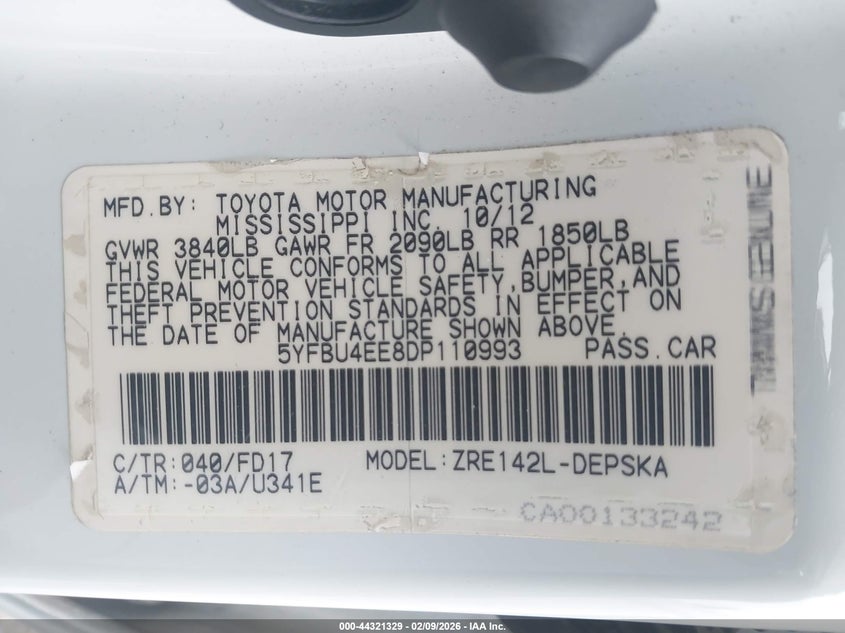 MFD.BY: TOYOTA MOTOR MANUFACTURING
MISSISSIPPI INC. 10/12
GVWR 3840LB GAWR FR 2090LB RR 1850LB
THIS VEHICLE CONFORMS TO ALL APPLICABLE
FEDERAL MOTOR VEHICLE SAFETY,BUMPER,AND
THEFT PREVENTION STANDARDS IN EFFECT ON
THE DATE OF MANUFACTURE SHOWN ABOVE.
5YFBU4EE8DP110993 PASS.CAR
C/TR:040/FD17 MODEL:ZRE142L-DEPSKA
A/TM:-03A/U341E
CA00133242
000-44321329 - 02/09/2026 - IAA Inc.